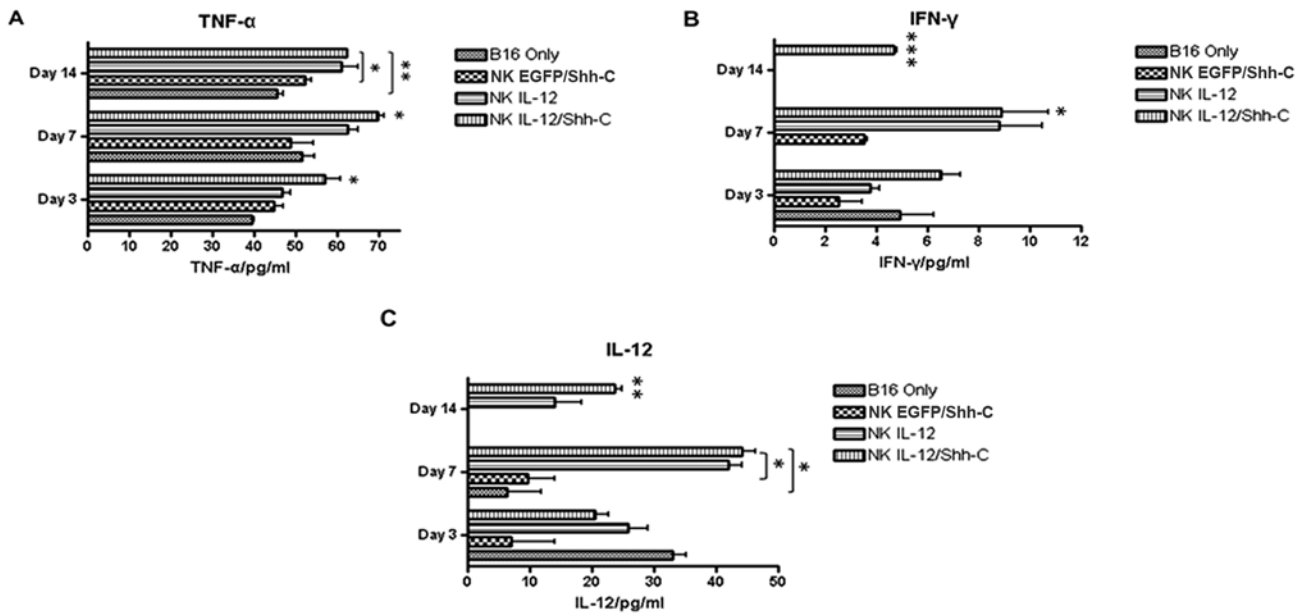 A
TNF-α
Day 14
Day 7
Day 3
* **
*
*
0 10 20 30 40 50 60 70
TNF-α/pg/ml
B16 Only
NK EGFP/Shh-C
NK IL-12
NK IL-12/Shh-C
B
IFN-γ
Day 14
Day 7
Day 3
***
*
0 2 4 6 8 10 12
IFN-γ/pg/ml
B16 Only
NK EGFP/Shh-C
NK IL-12
NK IL-12/Shh-C
C
IL-12
Day 14
Day 7
Day 3
**
* *
0 10 20 30 40 50
IL-12/pg/ml
B16 Only
NK EGFP/Shh-C
NK IL-12
NK IL-12/Shh-C